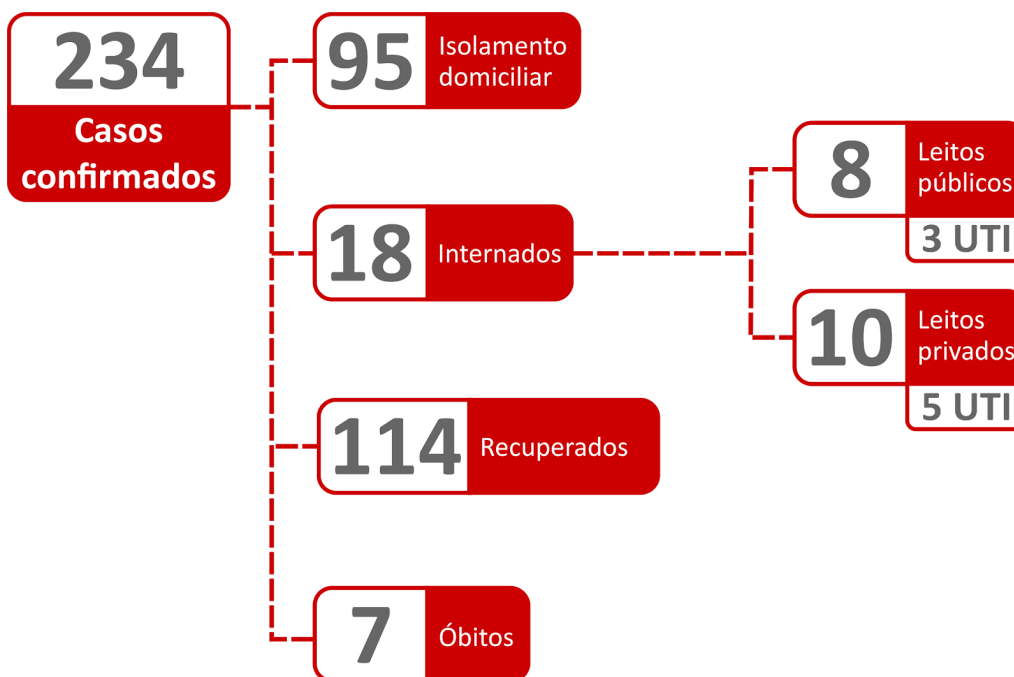 234
Casos
confirmados
95
Isolamento
domiciliar
18
Internados
8
Leitos
públicos
3 UTI
10
Leitos
privados
5 UTI
114
Recuperados
7
Óbitos